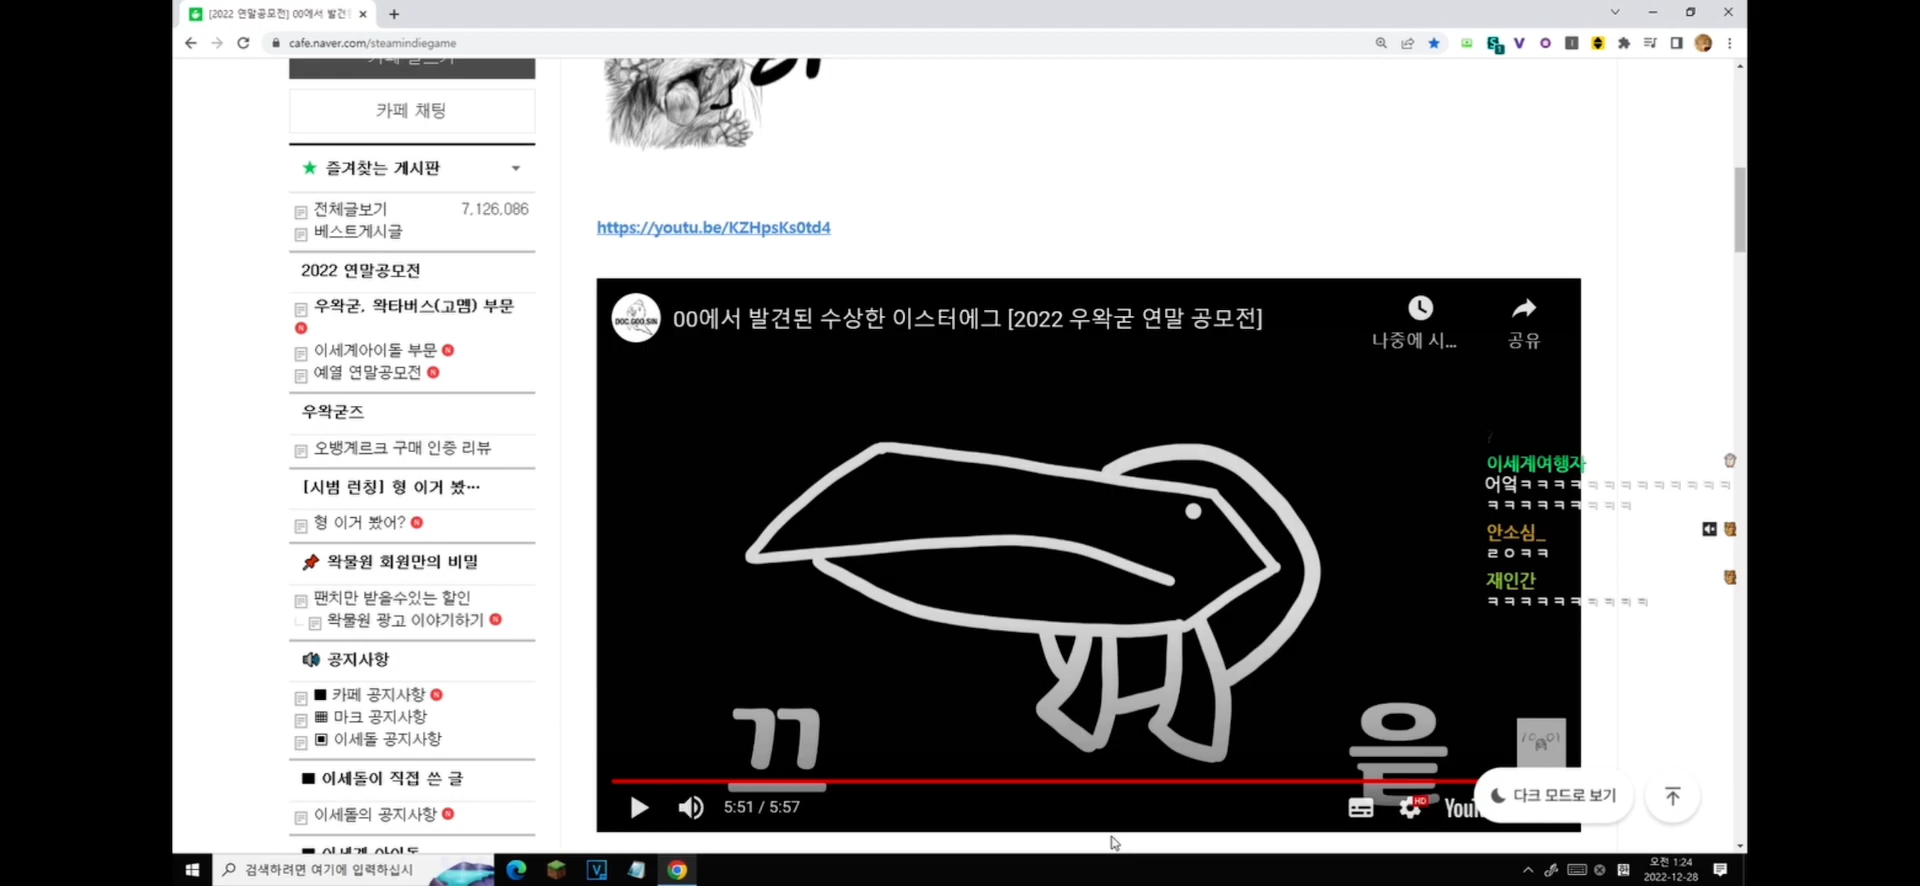 [2022 연말공모전] 00에서 발견
cafe.naver.com/steamindiegame
카페 채팅
즐겨찾는 게시판
전체글보기 7,126,086
베스트게시글
2022 연말공모전
우왁굳, 왁타버스(고멤) 부문
이세계아이돌 부문
예열 연말공모전
우왁굳즈
오뱅계르크 구매 인증 리뷰
[시범 런칭] 형 이거 봤…
형 이거 봤어?
왁물원 회원만의 비밀
팬치만 받을수있는 할인
왁물원 광고 이야기하기
공지사항
카페 공지사항
마크 공지사항
이세돌 공지사항
이세돌이 직접 쓴 글
이세돌의 공지사항
https://youtu.be/KZHpsKs0td4
DOC.GOO.SIN
00에서 발견된 수상한 이스터에그 [2022 우왁굳 연말 공모전]
나중에 시...
공유
끄 읕
5:51 / 5:57
HD
이세계여행자
어엌ㅋㅋㅋㅋㅋㅋㅋㅋㅋㅋㅋㅋㅋ
ㅋㅋㅋㅋㅋㅋㅋㅋㅋ
안소심_
ㄹㅇㅋㅋ
재인간
ㅋㅋㅋㅋㅋㅋㅋㅋㅋㅋ
다크 모드로 보기
검색하려면 여기에 입력하십시
오전 1:24
2022-12-28